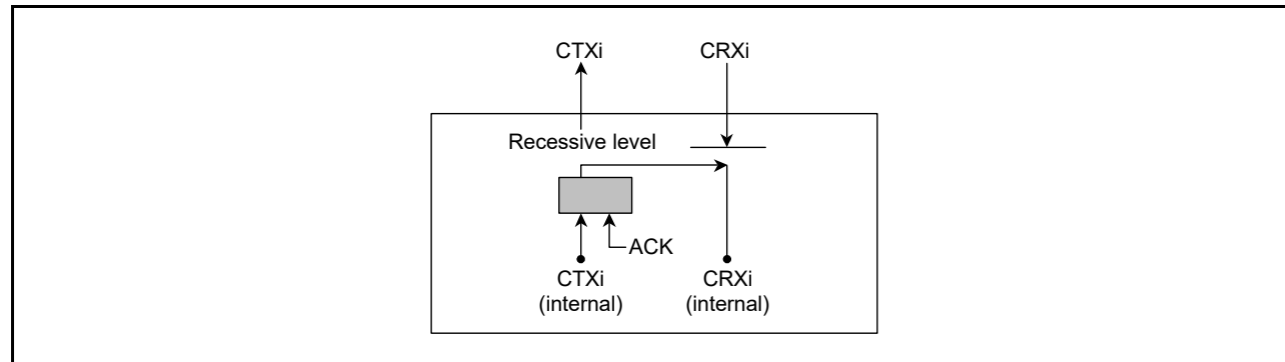 CTXi CRXi
Recessive level
ACK
CTXi CRXi
(internal) (internal)